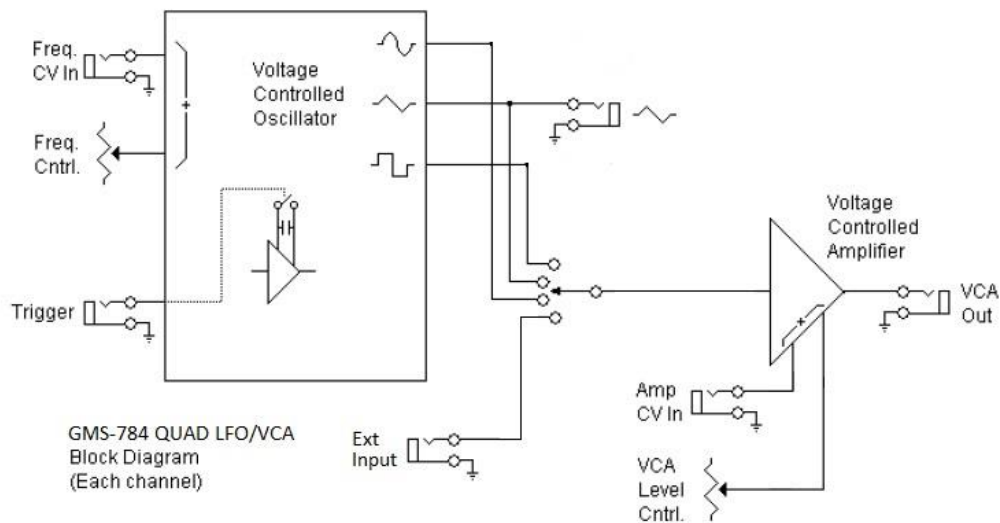 Freq.
CV In
Freq.
Cntrl.
Trigger
+
Voltage
Controlled
Oscillator
Voltage
Controlled
Amplifier
+
VCA
Out
Amp
CV In
VCA
Level
Cntrl.
Ext
Input
GMS-784 QUAD LFO/VCA
Block Diagram
(Each channel)